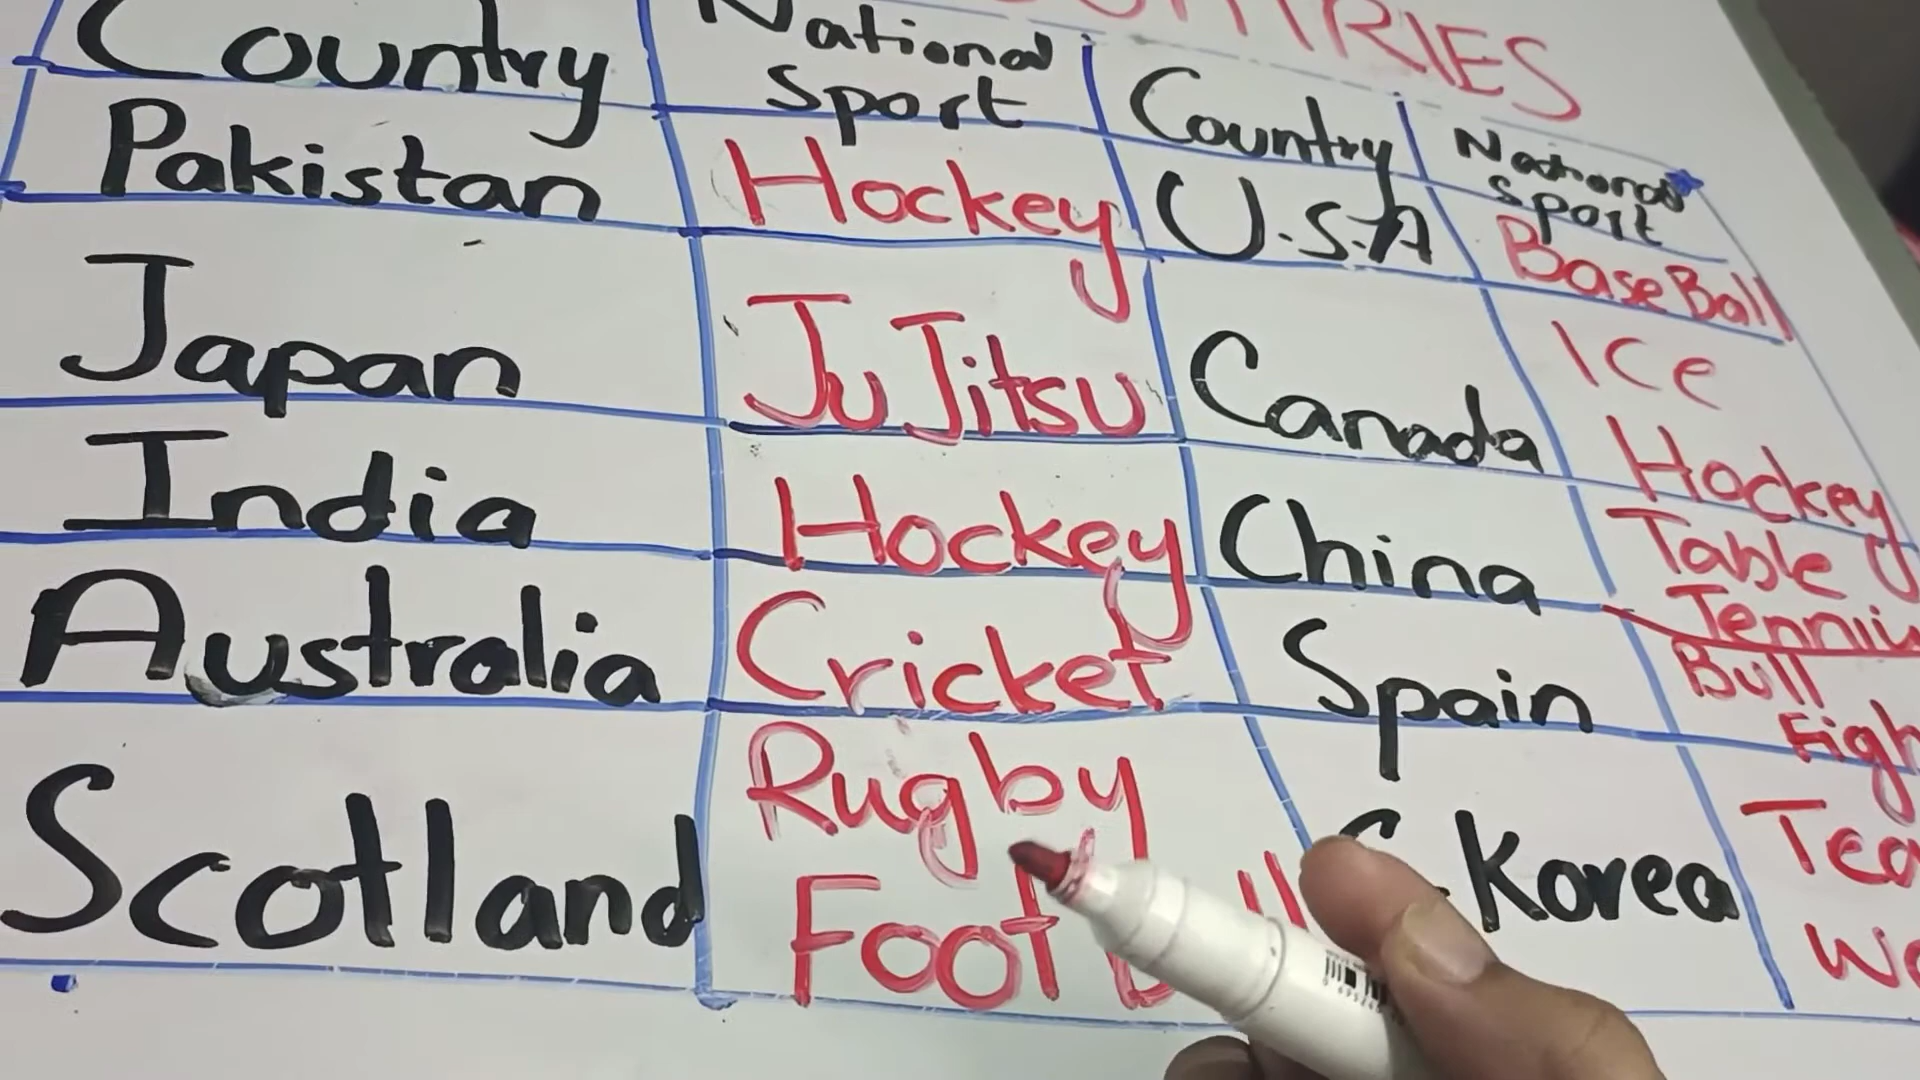 Country National Sport Country National Sport
Pakistan Hockey U.S.A BaseBall
Japan JuJitsu Canada Ice Hockey
India Hockey China Table
Australia Cricket Spain Bull
Scotland Rugby Foot Korea